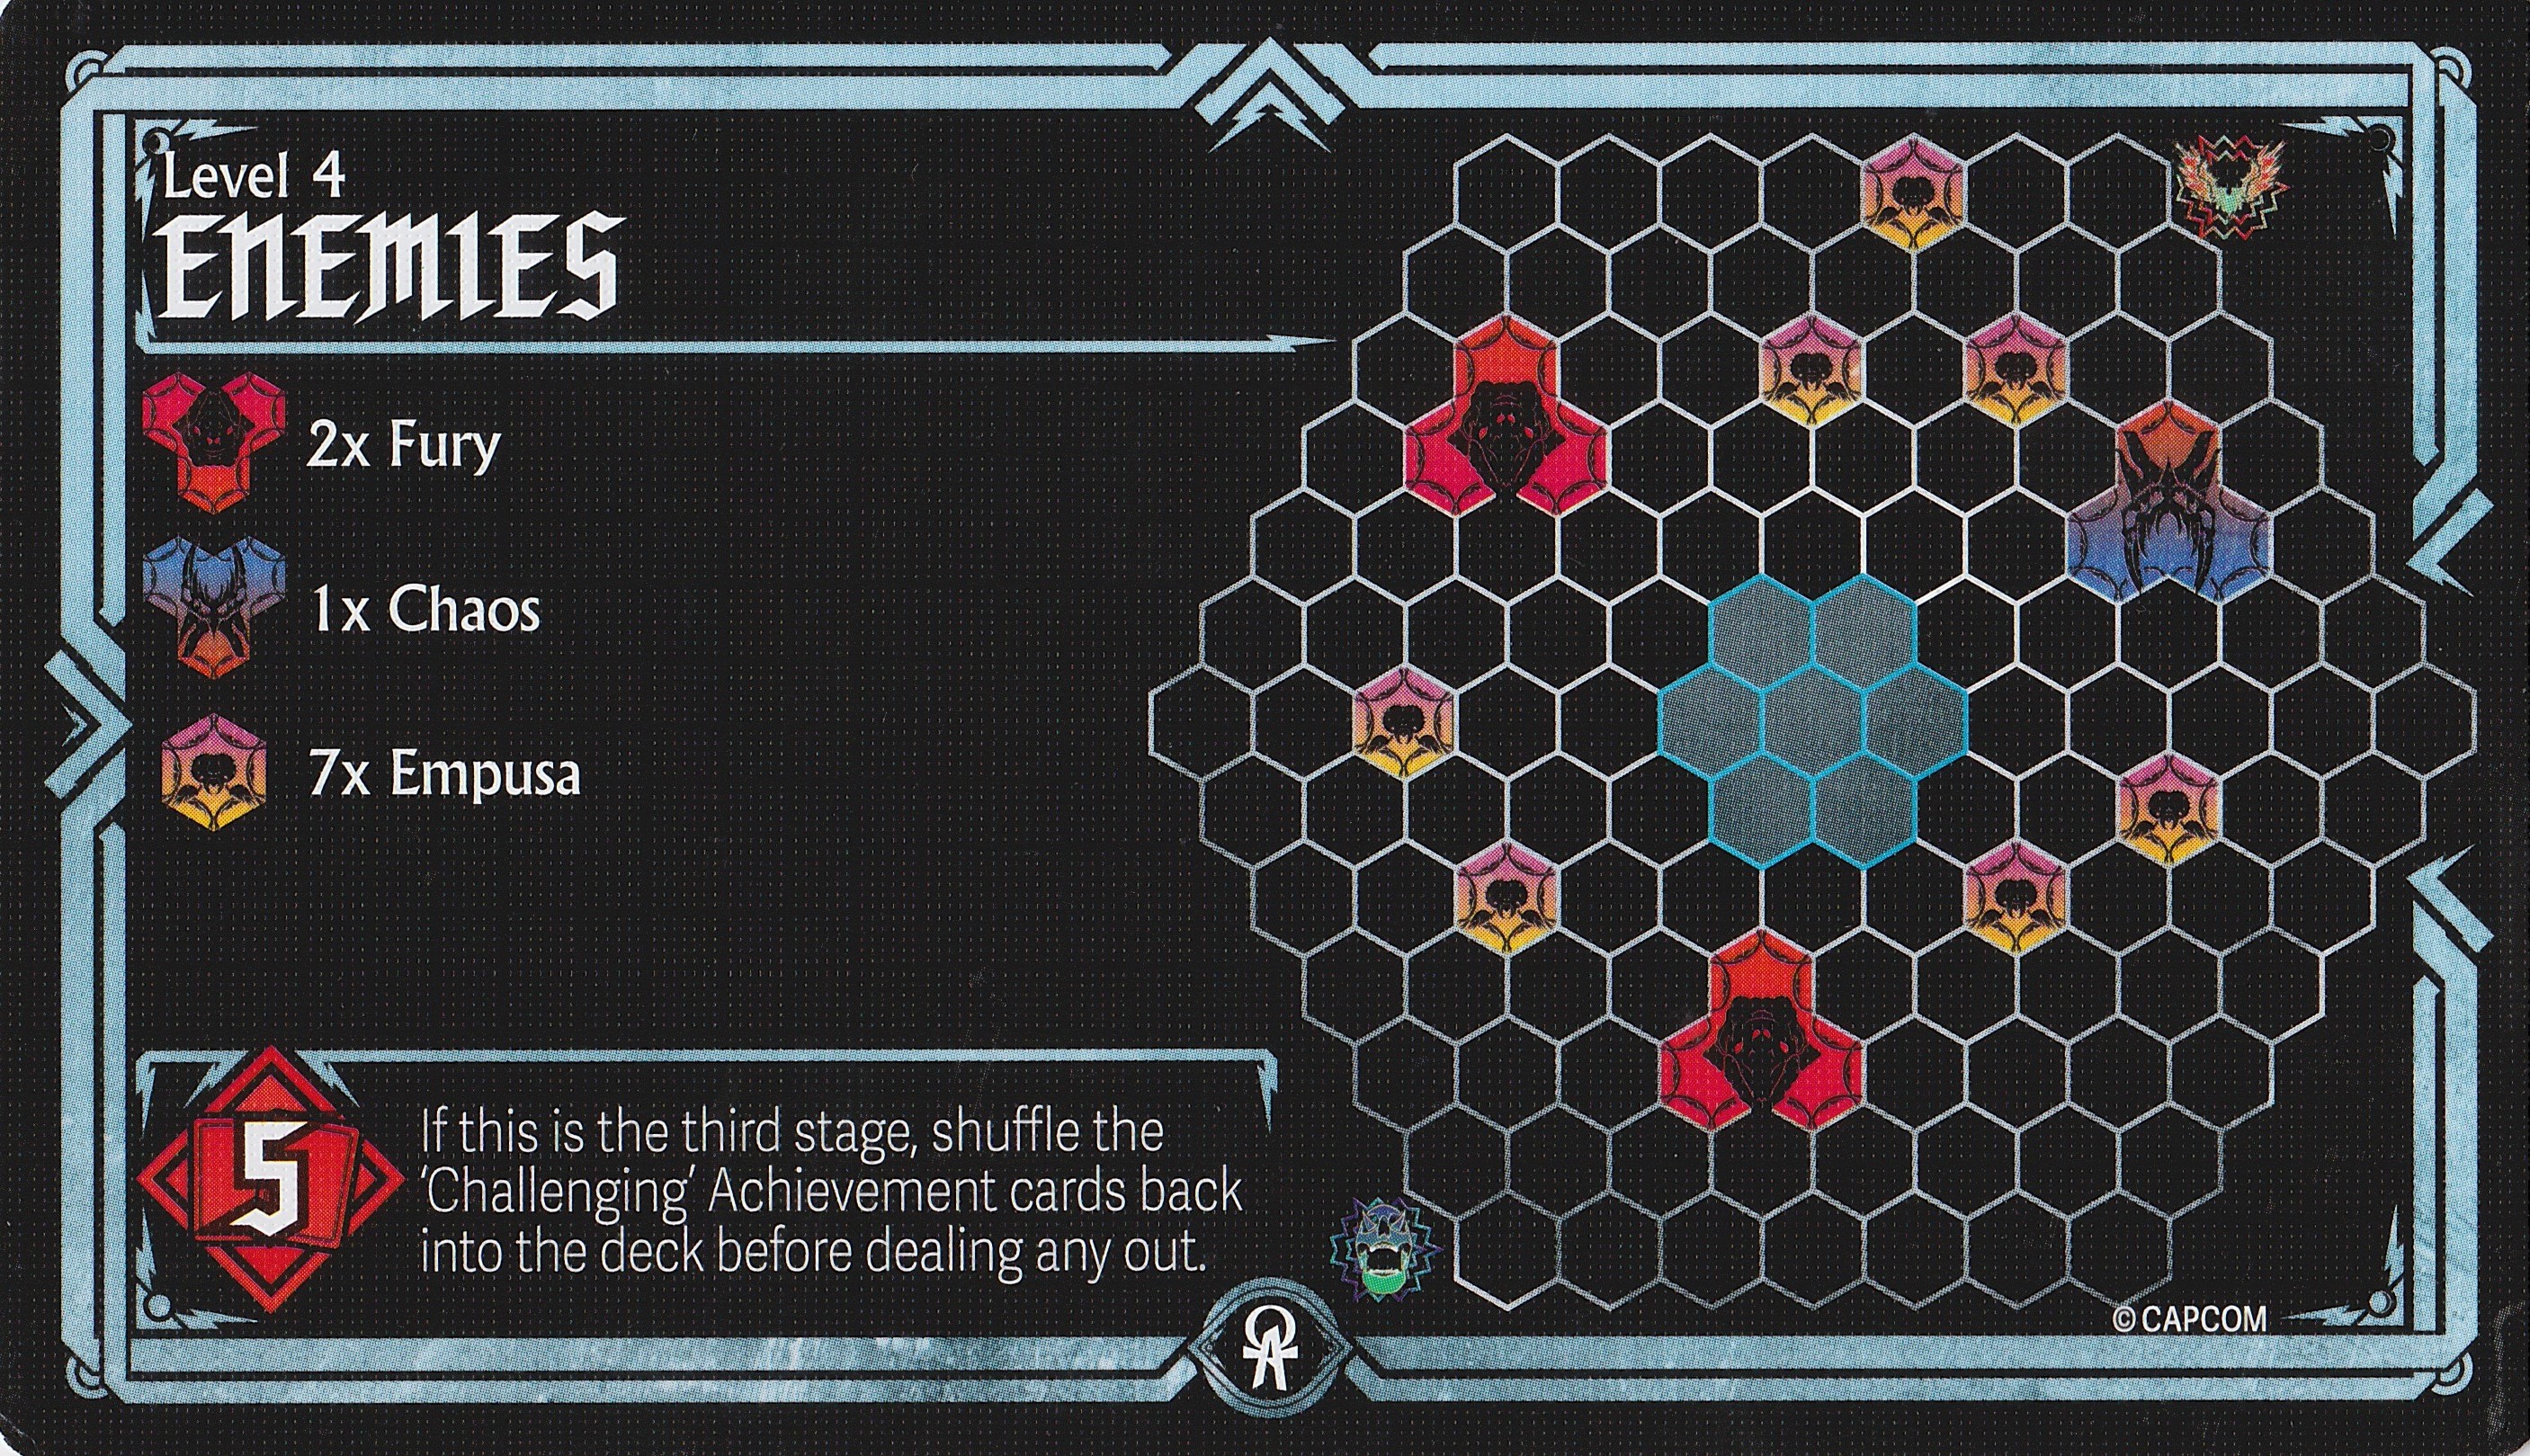 Level 4
ENEMIES
2x Fury
1x Chaos
7x Empusa
5
If this is the third stage, shuffle the
‘Challenging’ Achievement cards back
into the deck before dealing any out.
©CAPCOM